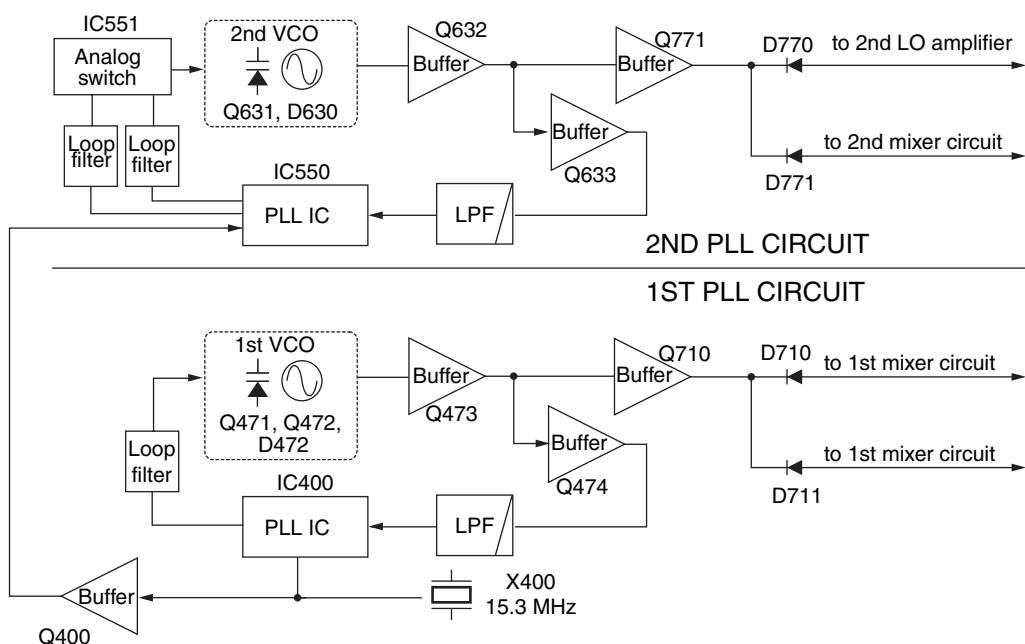 IC551
Analog
switch
2nd VCO
Q631, D630
Q632
Buffer
Q771
Buffer
D770
to 2nd LO amplifier
Loop
filter
Loop
filter
Buffer
Q633
to 2nd mixer circuit
D771
IC550
PLL IC
LPF
2ND PLL CIRCUIT
1ST PLL CIRCUIT
1st VCO
Q471, Q472,
D472
Buffer
Q473
Q710
Buffer
D710
to 1st mixer circuit
Loop
filter
Buffer
Q474
to 1st mixer circuit
D711
IC400
PLL IC
LPF
Buffer
Q400
X400
15.3 MHz